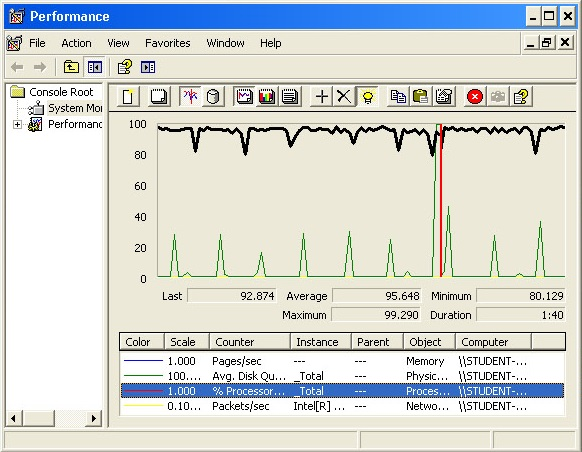 Performance
File Action View Favorites Window Help
Console Root
System Mor
Performanc
100
80
60
40
20
0
Last 92.874 Average 95.648 Minimum 80.129
Maximum 99.290 Duration 1:40
Color Scale Counter Instance Parent Object Computer
1.000 Pages/sec --- --- Memory \\STUDENT-...
100.... Avg. Disk Qu... _Total --- Physic... \\STUDENT-...
1.000 % Processor... _Total --- Proces... \\STUDENT-...
0.10... Packets/sec Intel[R] ... --- Netwo... \\STUDENT-...